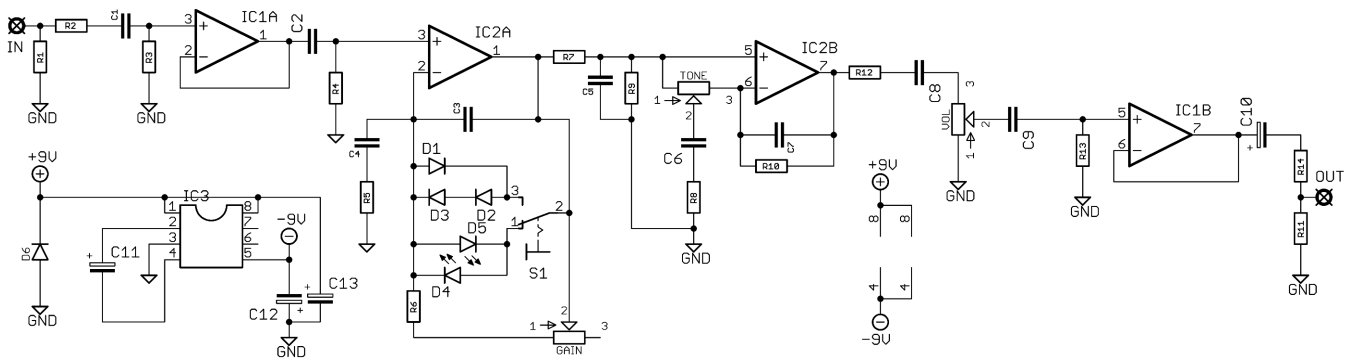 IN
R1
GND
R2
C1
R3
GND
3
2
IC1A
1
C2
R4
3
2
IC2A
1
C3
C4
R5
D1
D3
D2
D5
D4
3
2
1
S1
R6
1
2
3
GAIN
R7
C5
R9
TONE
1
3
2
C6
R8
GND
5
6
IC2B
7
C7
R10
R12
C8
3
VOL
2
1
GND
C9
R13
GND
5
6
IC1B
7
C10
+
R14
OUT
R11
GND
+9V
D6
GND
IC3
1
2
3
4
8
7
6
5
+
C11
-9V
C12
+
GND
+
C13
+9V
8
8
4
4
-9V